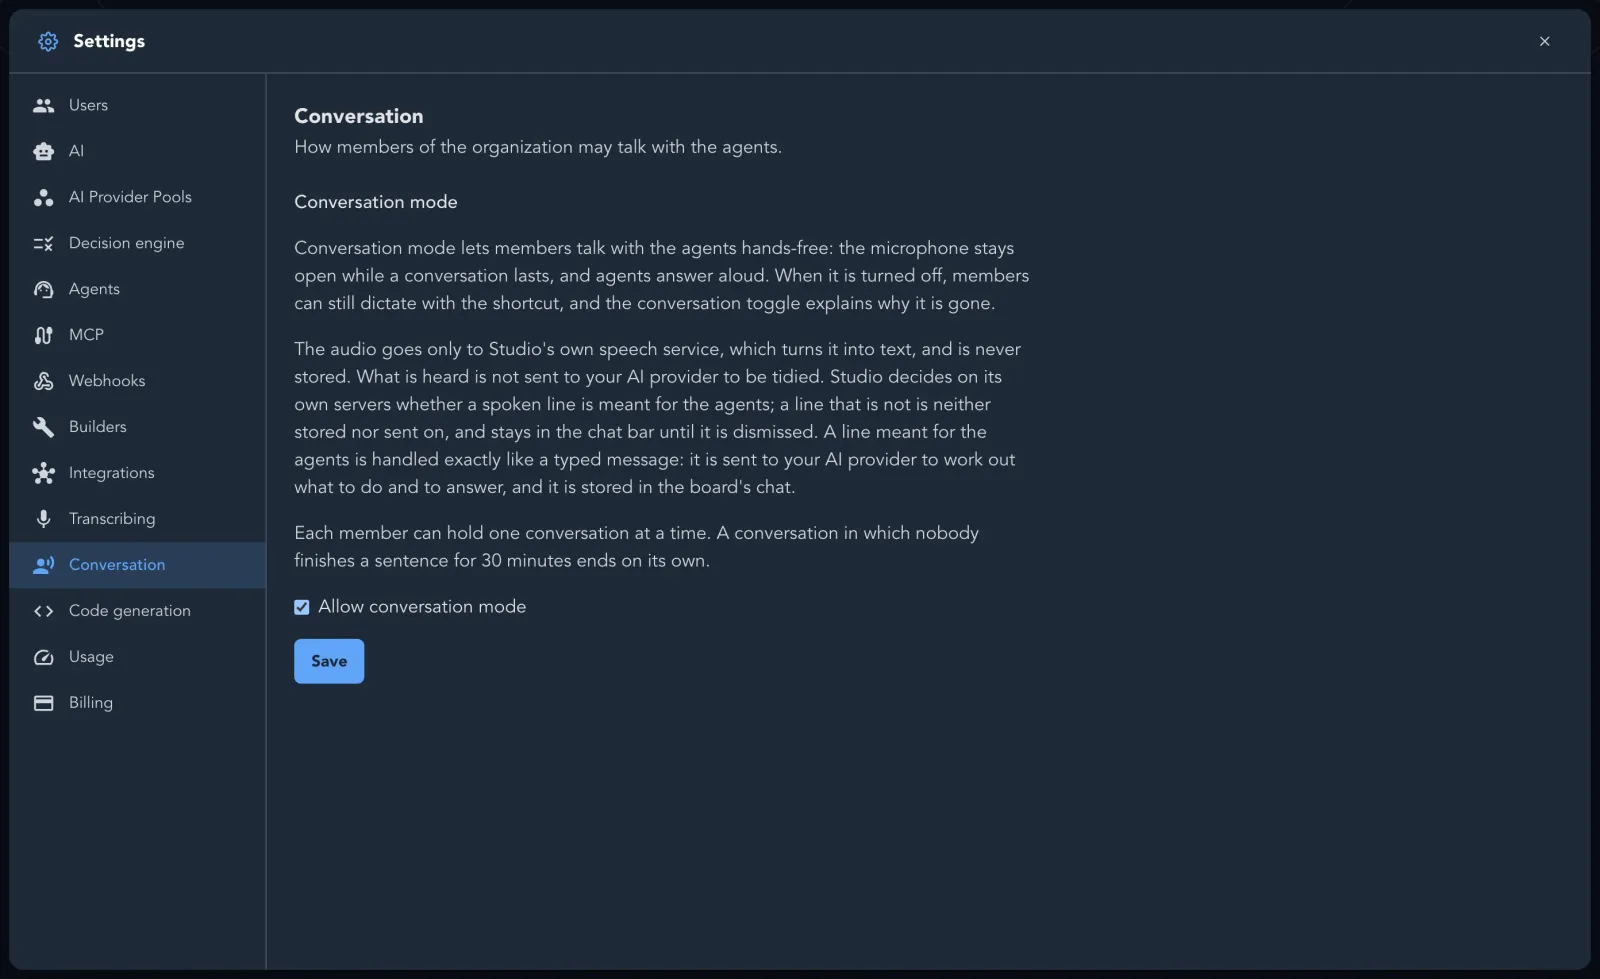 Settings
Users
AI
AI Provider Pools
Decision engine
Agents
MCP
Webhooks
Builders
Integrations
Transcribing
Conversation
Code generation
Usage
Billing
Conversation
How members of the organization may talk with the agents.
Conversation mode
Conversation mode lets members talk with the agents hands-free: the microphone stays
open while a conversation lasts, and agents answer aloud. When it is turned off, members
can still dictate with the shortcut, and the conversation toggle explains why it is gone.
The audio goes only to Studio's own speech service, which turns it into text, and is never
stored. What is heard is not sent to your AI provider to be tidied. Studio decides on its
own servers whether a spoken line is meant for the agents; a line that is not is neither
stored nor sent on, and stays in the chat bar until it is dismissed. A line meant for the
agents is handled exactly like a typed message: it is sent to your AI provider to work out
what to do and to answer, and it is stored in the board's chat.
Each member can hold one conversation at a time. A conversation in which nobody
finishes a sentence for 30 minutes ends on its own.
Allow conversation mode
Save